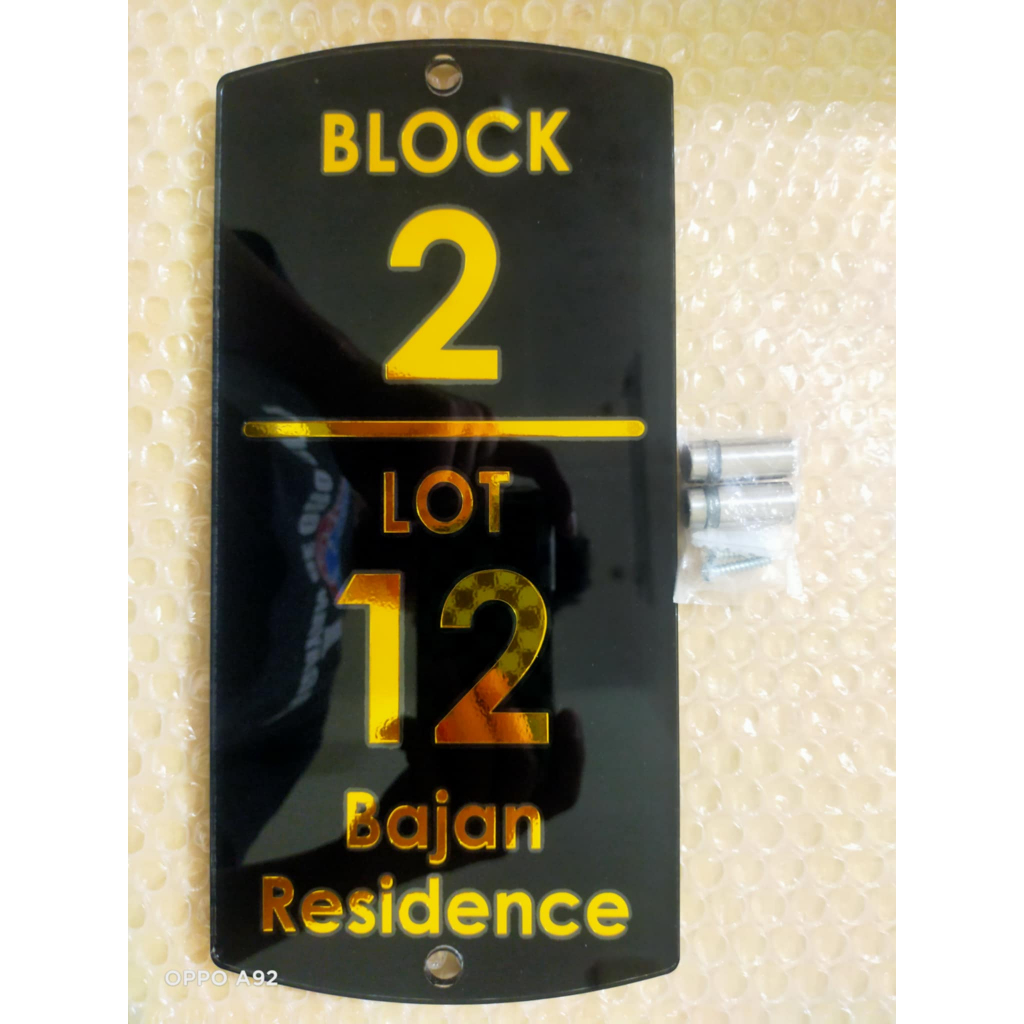 BLOCK
2
LOT
12
Bajan
Residence
OPPO A92